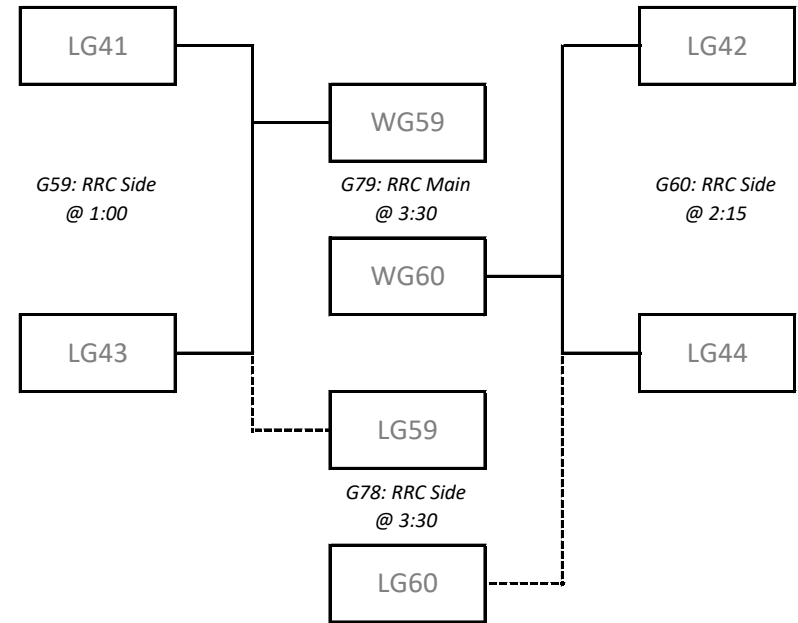 LG41
LG42
WG59
G59: RRC Side
@ 1:00
G79: RRC Main
@ 3:30
G60: RRC Side
@ 2:15
WG60
LG43
LG44
LG59
G78: RRC Side
@ 3:30
LG60